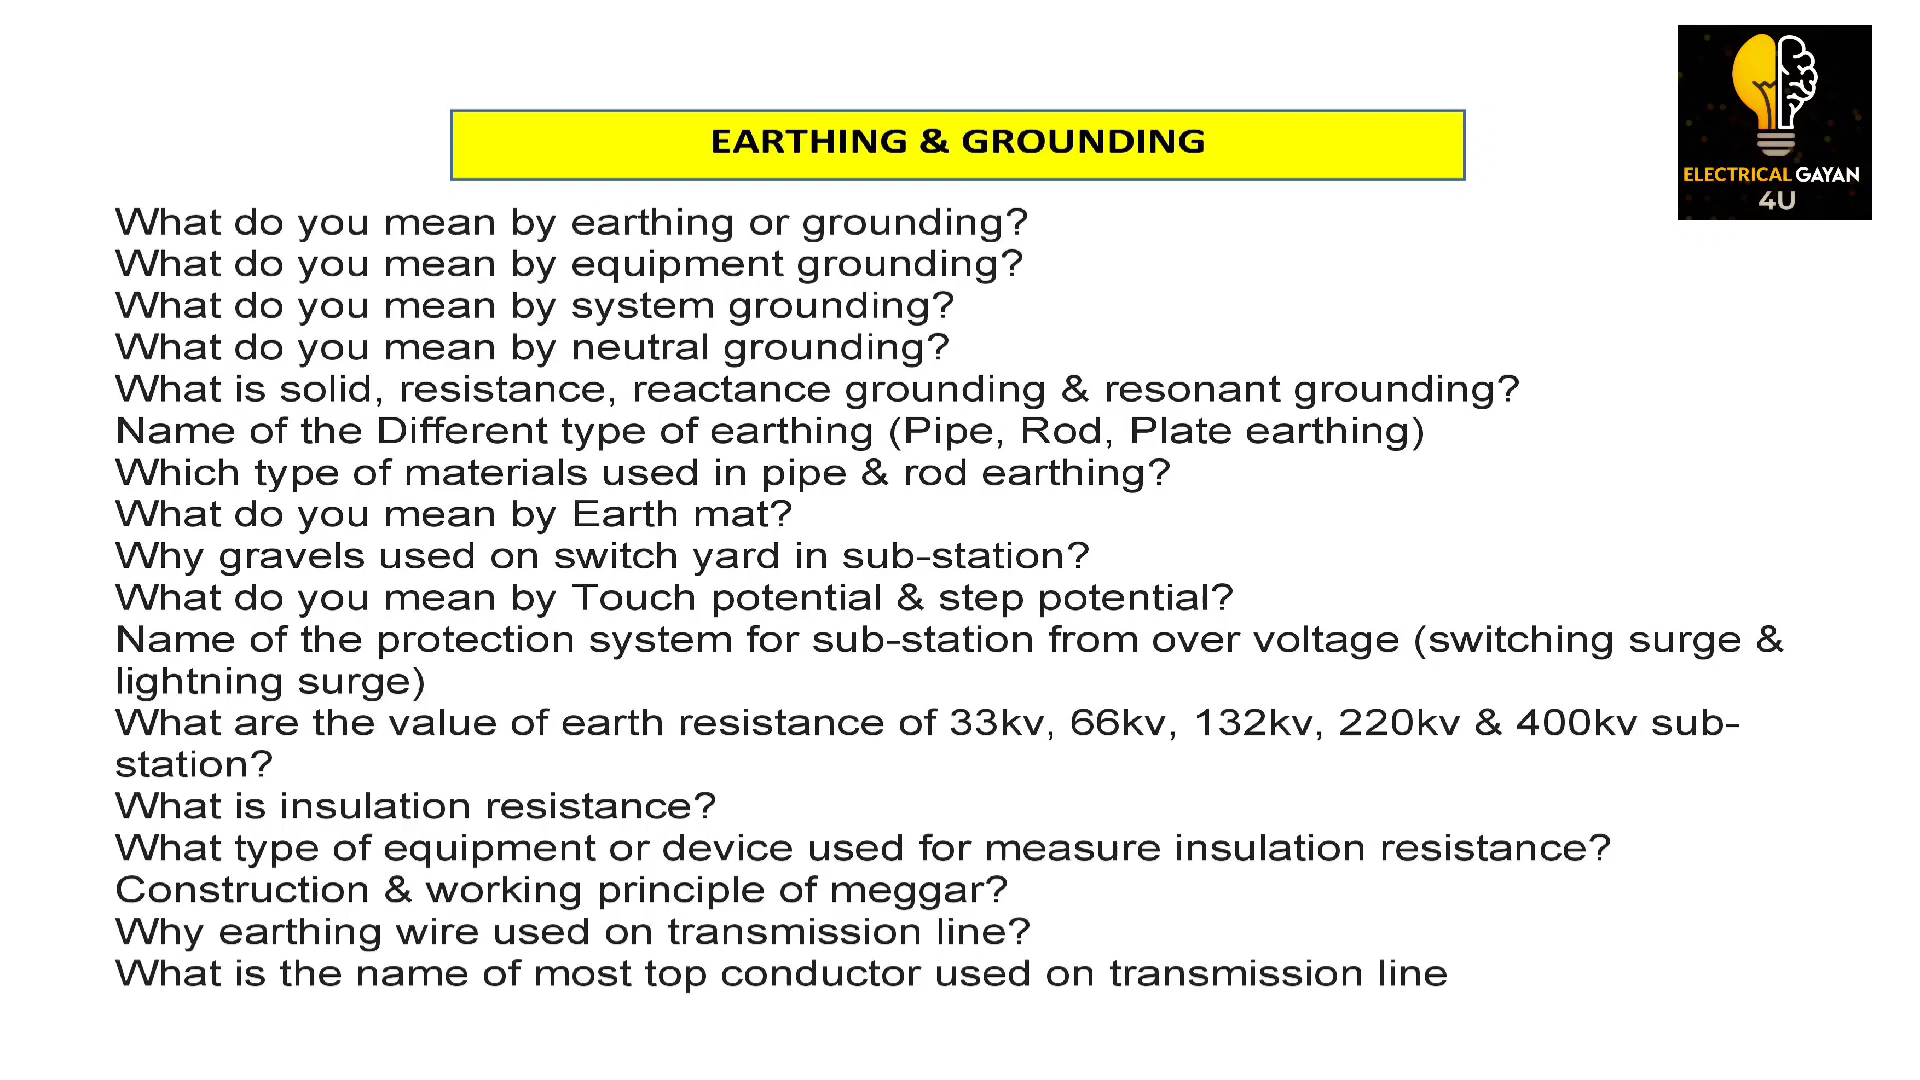 EARTHING & GROUNDING
ELECTRICAL GAYAN
4U
What do you mean by earthing or grounding?
What do you mean by equipment grounding?
What do you mean by system grounding?
What do you mean by neutral grounding?
What is solid, resistance, reactance grounding & resonant grounding?
Name of the Different type of earthing (Pipe, Rod, Plate earthing)
Which type of materials used in pipe & rod earthing?
What do you mean by Earth mat?
Why gravels used on switch yard in sub-station?
What do you mean by Touch potential & step potential?
Name of the protection system for sub-station from over voltage (switching surge &
lightning surge)
What are the value of earth resistance of 33kv, 66kv, 132kv, 220kv & 400kv sub-
station?
What is insulation resistance?
What type of equipment or device used for measure insulation resistance?
Construction & working principle of meggar?
Why earthing wire used on transmission line?
What is the name of most top conductor used on transmission line